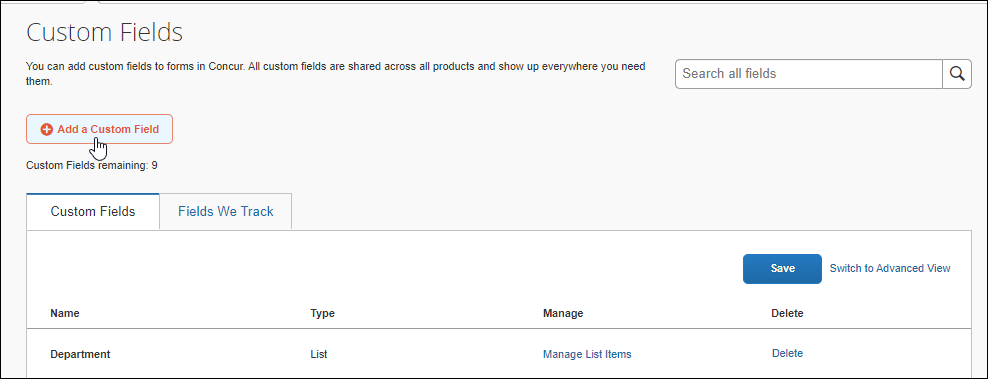 Custom Fields
You can add custom fields to forms in Concur. All custom fields are shared across all products and show up everywhere you need
them.
Search all fields
Add a Custom Field
Custom Fields remaining: 9
Custom Fields
Fields We Track
Save
Switch to Advanced View
Name Type Manage Delete
Department List Manage List Items Delete